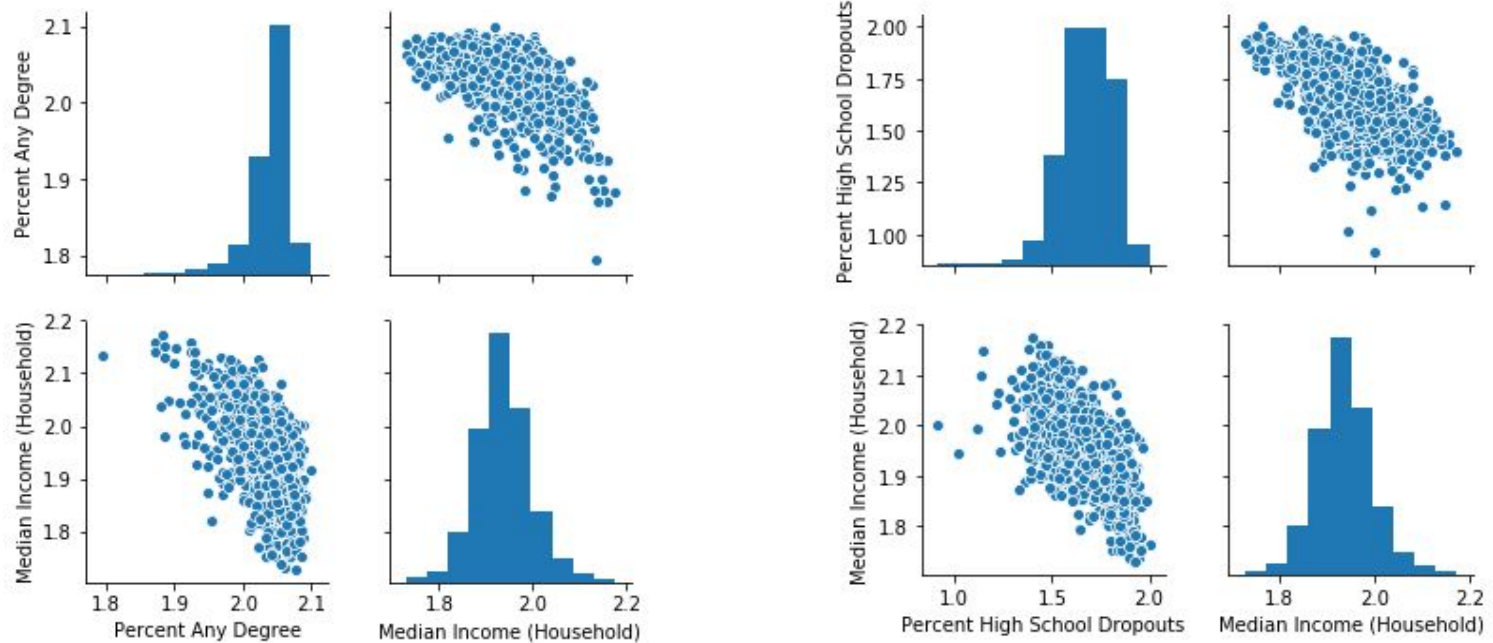 Percent Any Degree
2.1
2.0
1.9
1.8
Percent High School Dropouts
2.00
1.75
1.50
1.25
1.00
Median Income (Household)
2.2
2.1
2.0
1.9
1.8
1.8 1.9 2.0 2.1
Percent Any Degree
1.8 2.0 2.2
Median Income (Household)
Median Income (Household)
2.2
2.1
2.0
1.9
1.8
1.0 1.5 2.0
Percent High School Dropouts
1.8 2.0 2.2
Median Income (Household)